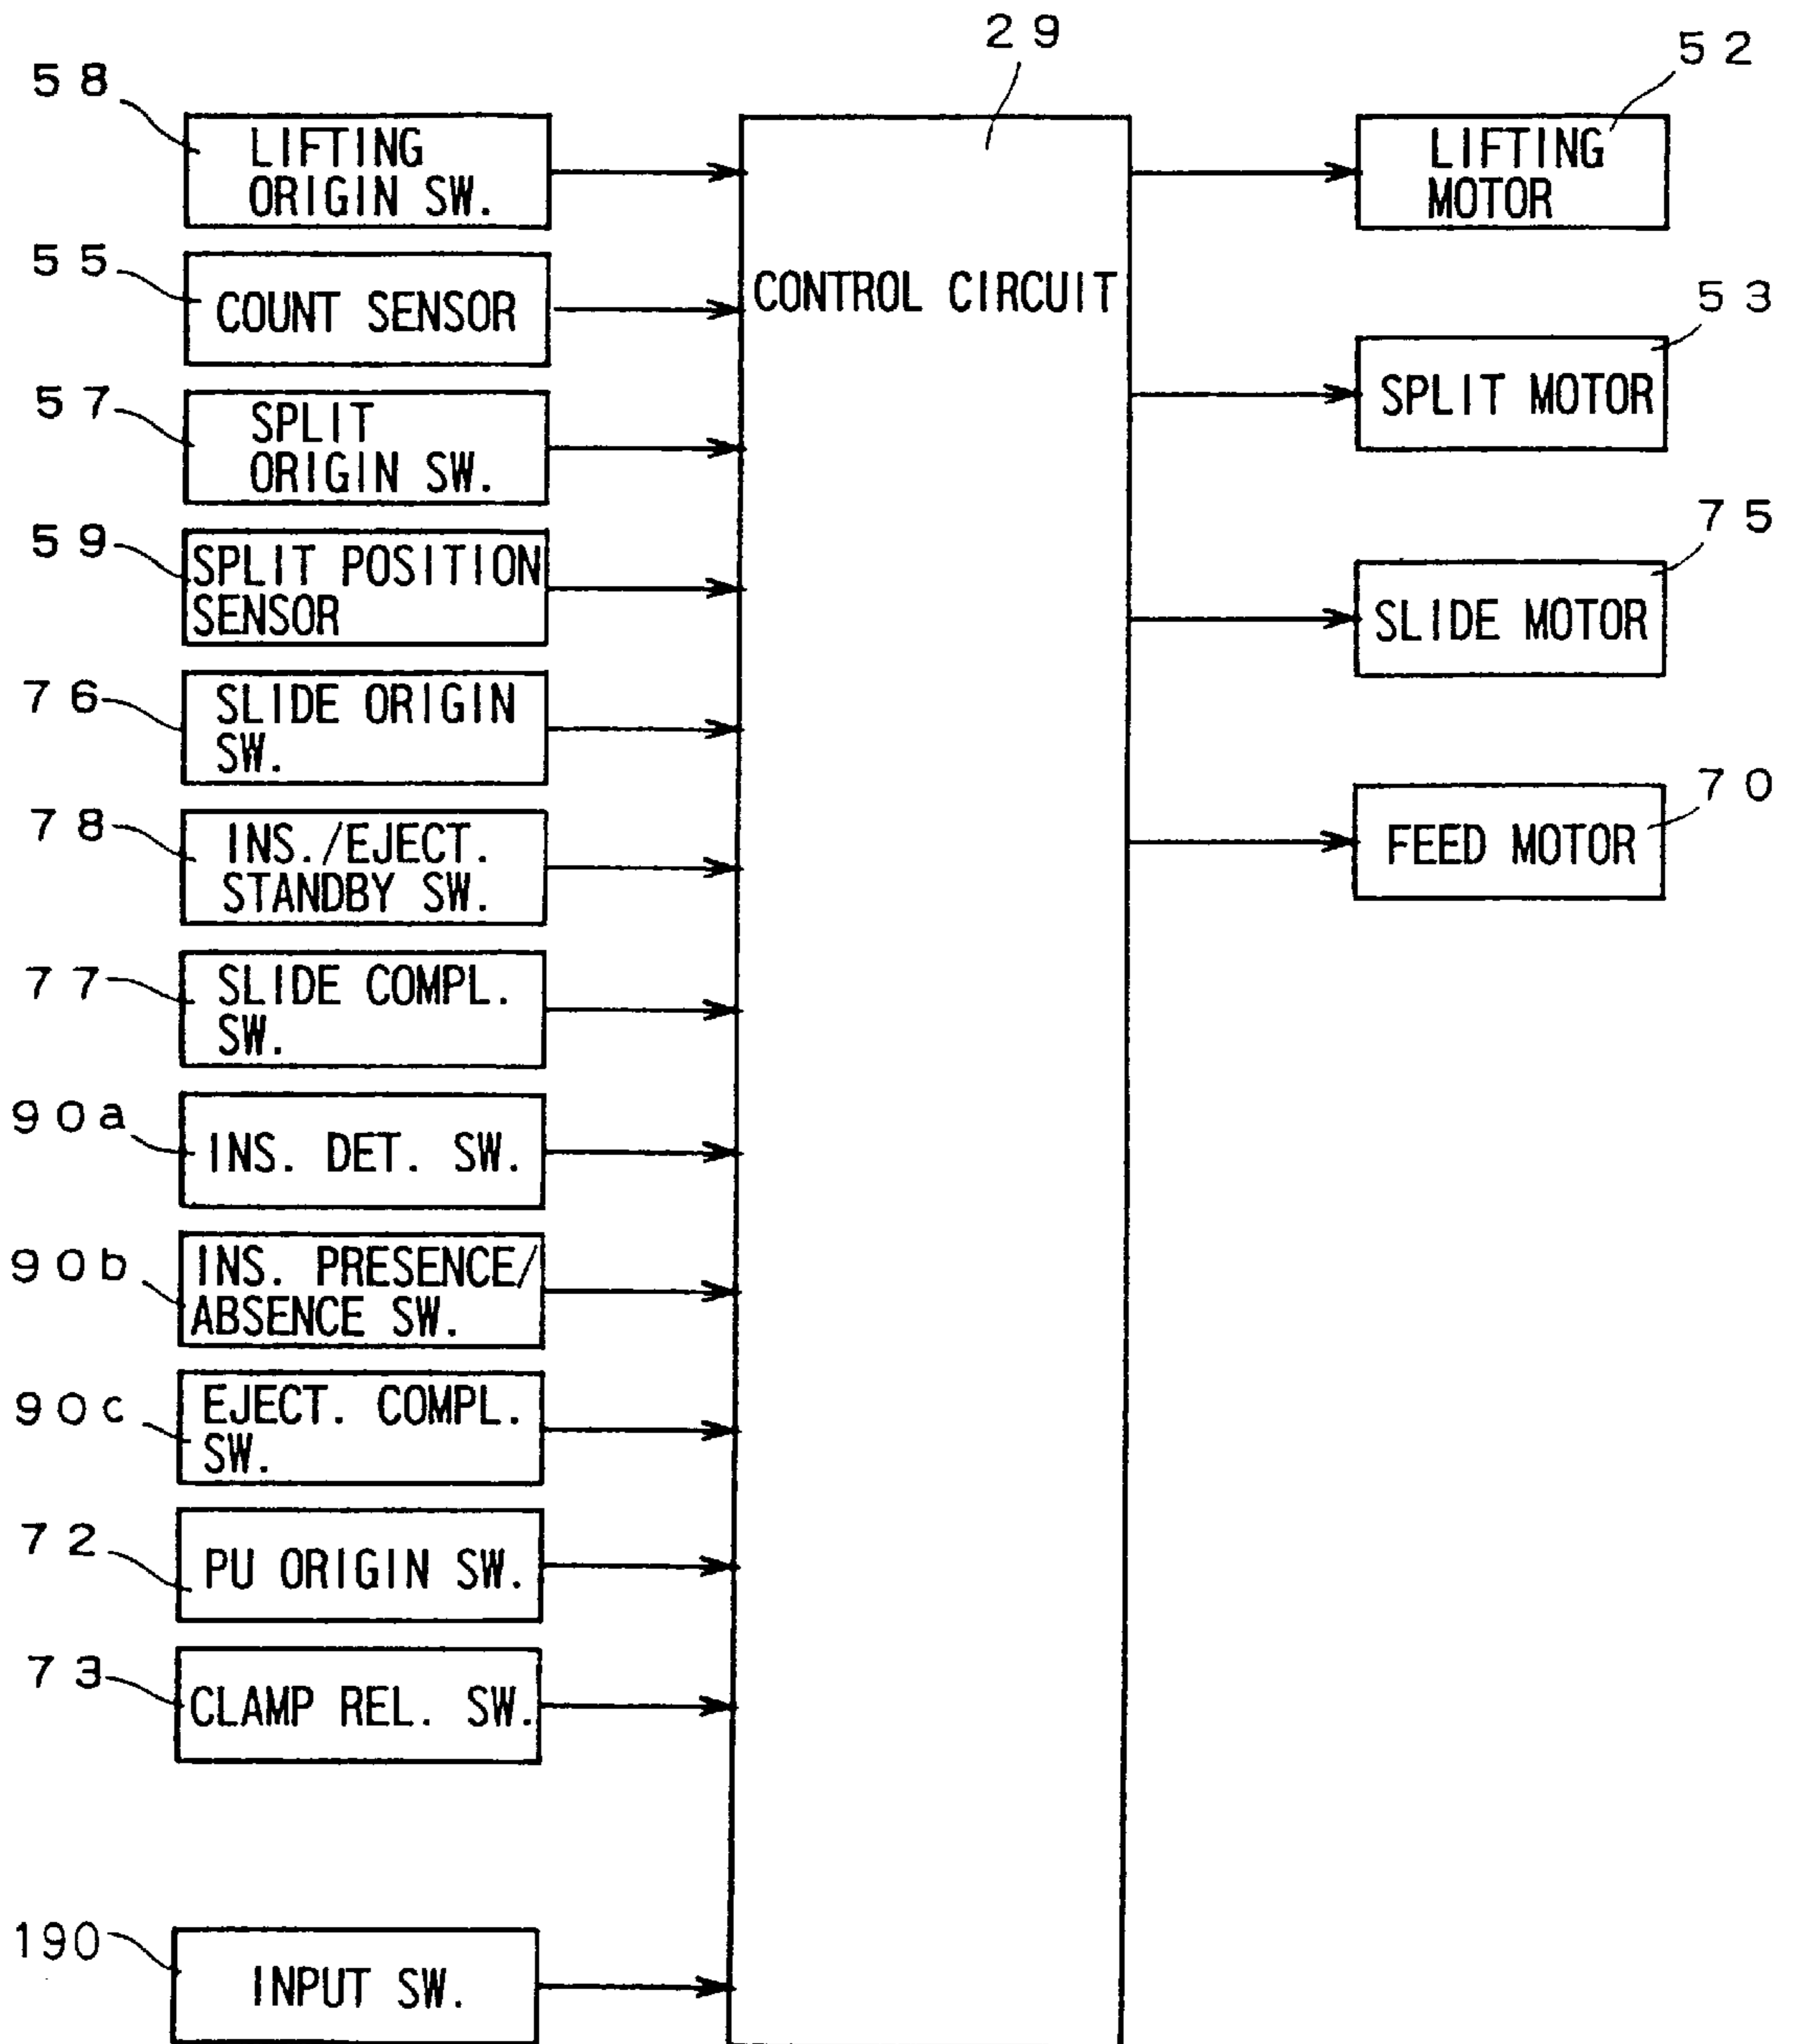 29
52
58
LIFTING
ORIGIN SW.
LIFTING
MOTOR
55
COUNT SENSOR
CONTROL CIRCUIT
53
SPLIT MOTOR
57
SPLIT
ORIGIN SW.
59
SPLIT POSITION
SENSOR
75
SLIDE MOTOR
76
SLIDE ORIGIN
SW.
70
FEED MOTOR
78
INS./EJECT.
STANDBY SW.
77
SLIDE COMPL.
SW.
90a
INS. DET. SW.
90b
INS. PRESENCE/
ABSENCE SW.
90c
EJECT. COMPL.
SW.
72
PU ORIGIN SW.
73
CLAMP REL. SW.
190
INPUT SW.